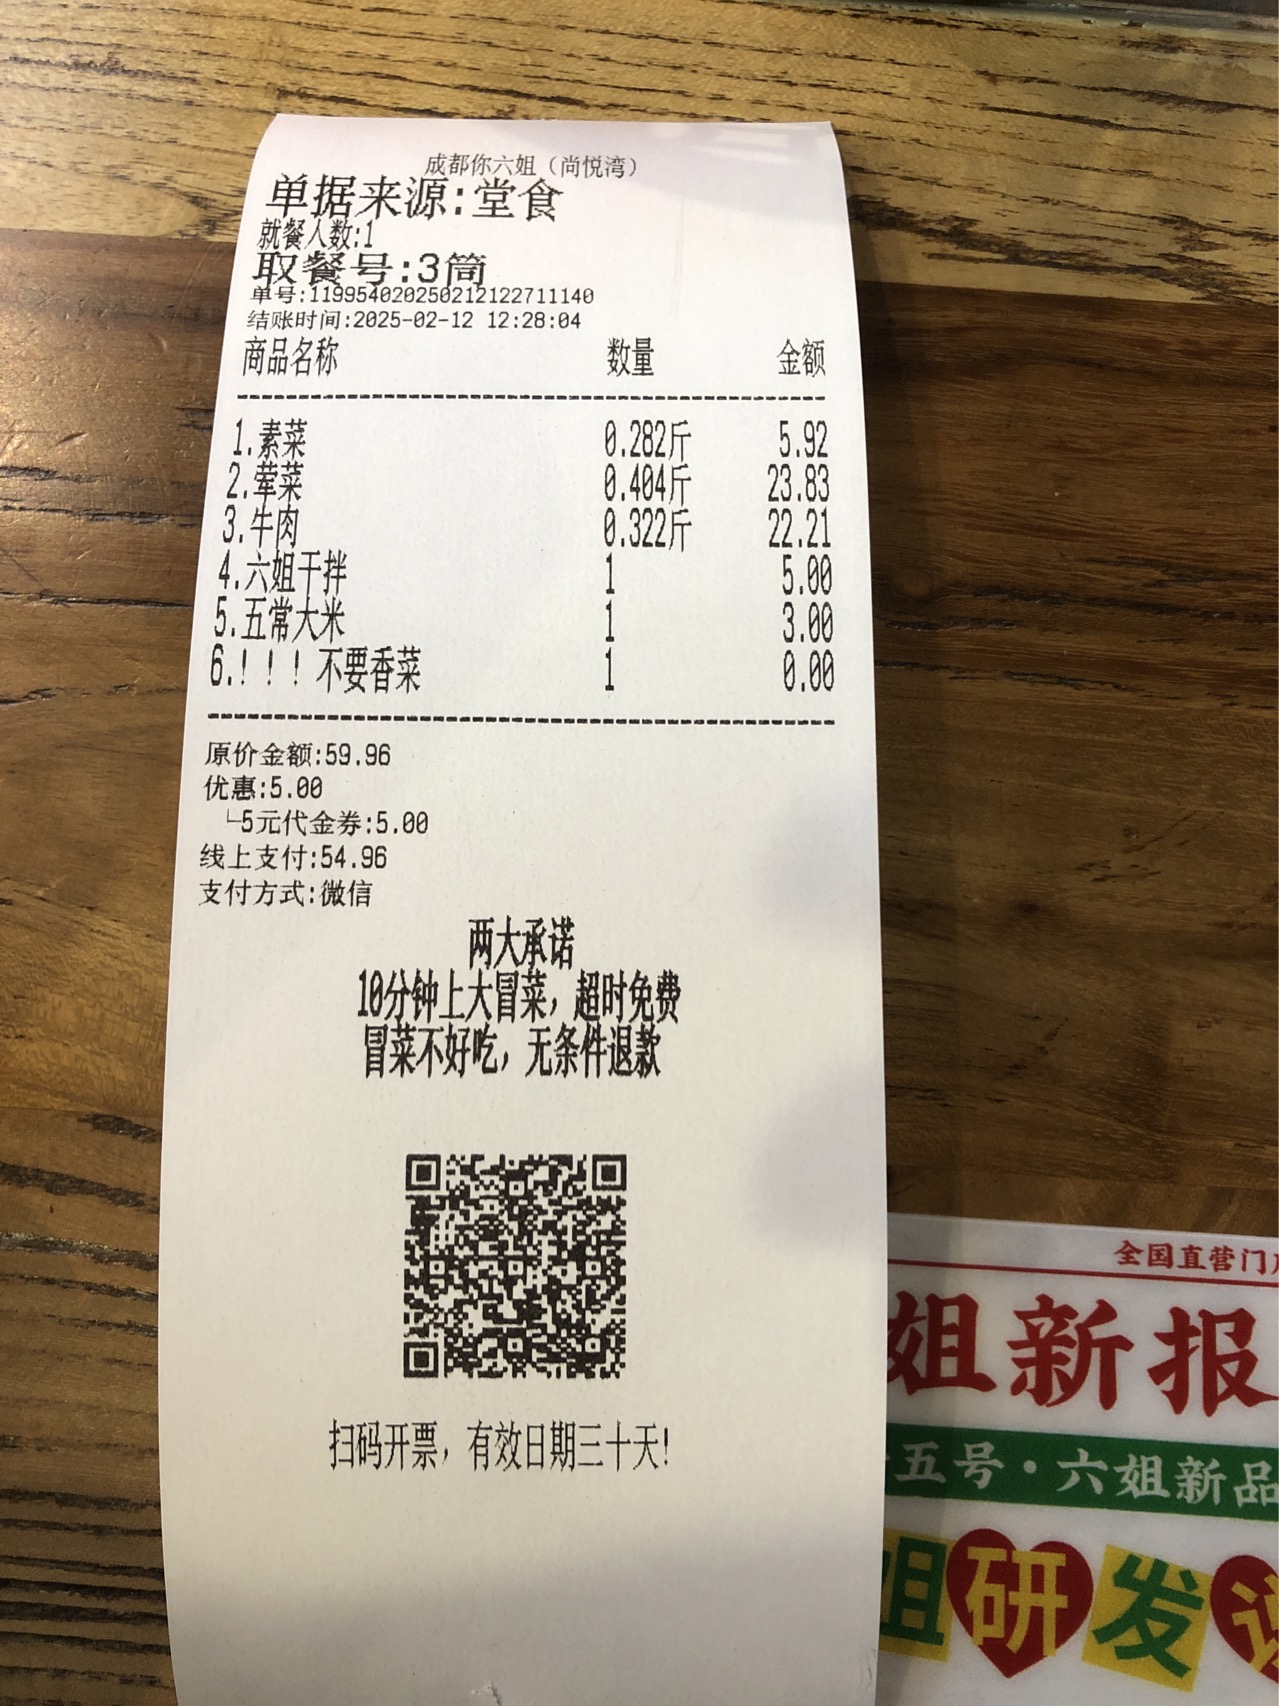 成都你六姐（尚悦湾）
单据来源:堂食
就餐人数:1
取餐号:3筒
单号:119954020250212122711140
结账时间:2025-02-12 12:28:04
商品名称 数量 金额
1.素菜 0.282斤 5.92
2.荤菜 0.404斤 23.83
3.牛肉 0.322斤 22.21
4.六姐干拌 1 5.00
5.五常大米 1 3.00
6.！！！不要香菜 1 0.00
原价金额:59.96
优惠:5.00
└5元代金券:5.00
线上支付:54.96
支付方式:微信
两大承诺
10分钟上大冒菜，超时免费
冒菜不好吃，无条件退款
扫码开票，有效日期三十天!
全国直营门
姐新报
五号·六姐新品
姐研发